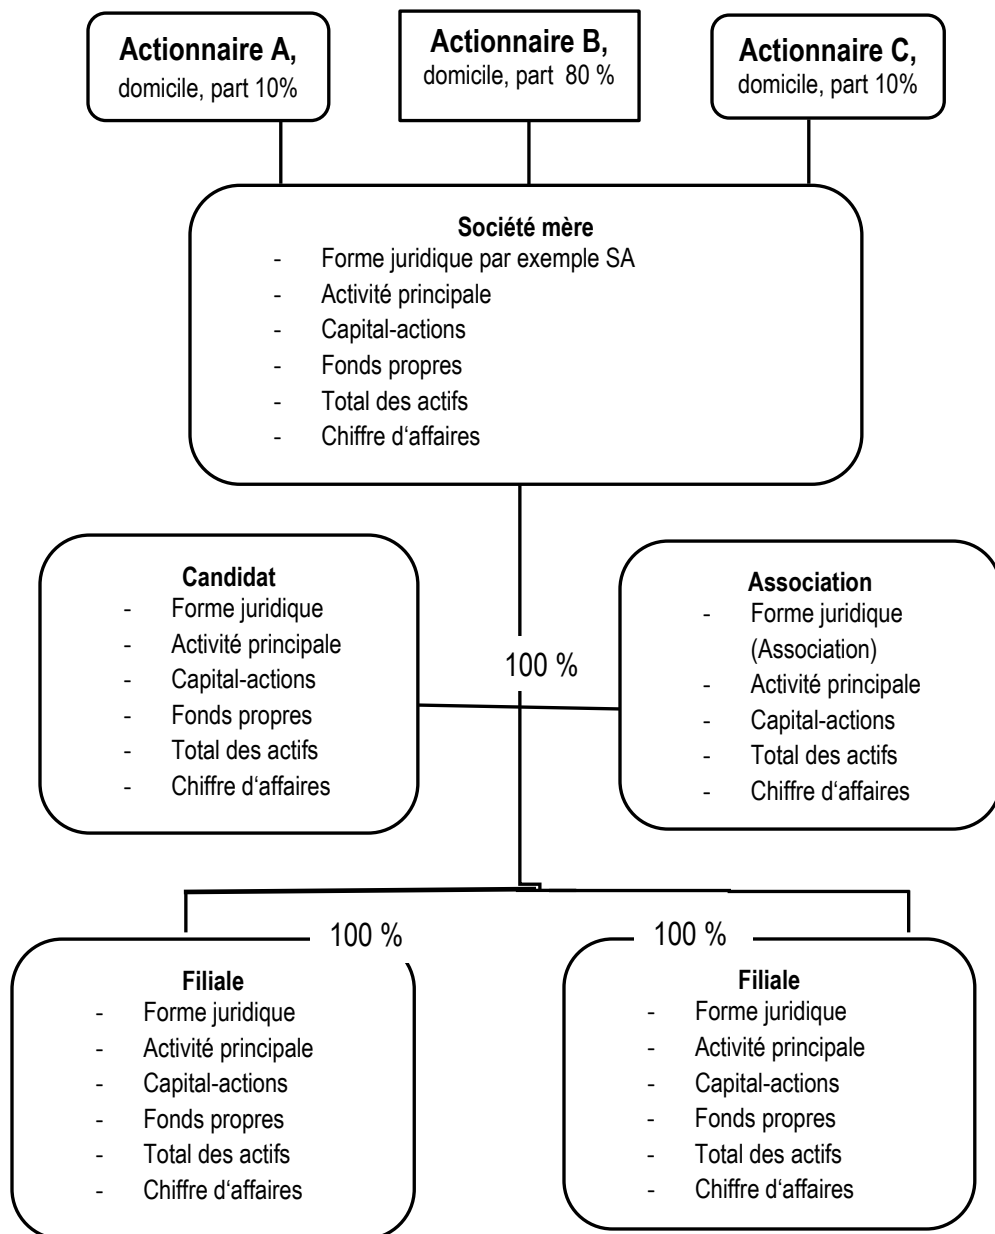 Actionnaire A,
domicile, part 10%
Actionnaire B,
domicile, part  80 %
Actionnaire C,
domicile, part 10%
Société mère
- Forme juridique par exemple SA
- Activité principale
- Capital-actions
- Fonds propres
- Total des actifs
- Chiffre d‘affaires
Candidat
- Forme juridique
- Activité principale
- Capital-actions
- Fonds propres
- Total des actifs
- Chiffre d‘affaires
100 %
Association
- Forme juridique
(Association)
- Activité principale
- Capital-actions
- Total des actifs
- Chiffre d‘affaires
100 %
Filiale
- Forme juridique
- Activité principale
- Capital-actions
- Fonds propres
- Total des actifs
- Chiffre d‘affaires
100 %
Filiale
- Forme juridique
- Activité principale
- Capital-actions
- Fonds propres
- Total des actifs
- Chiffre d‘affaires